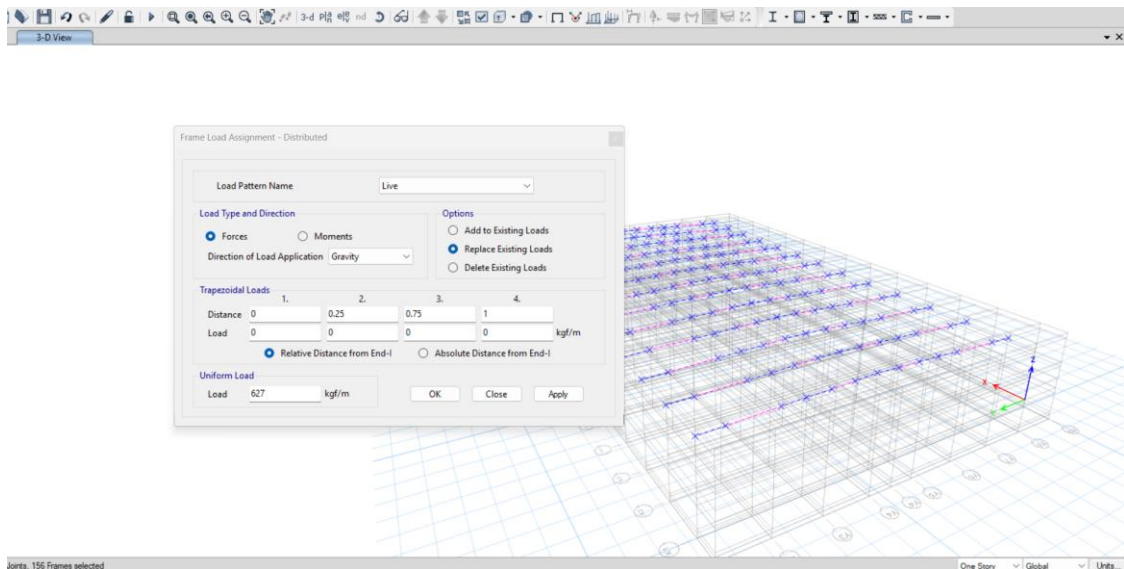 3-d
nd
3-D View
Frame Load Assignment - Distributed
Load Pattern Name Live
Load Type and Direction
Forces Moments
Direction of Load Application Gravity
Options
Add to Existing Loads
Replace Existing Loads
Delete Existing Loads
Trapezoidal Loads
1. 2. 3. 4.
Distance 0 0.25 0.75 1
Load 0 0 0 0 kgf/m
Relative Distance from End-I Absolute Distance from End-I
Uniform Load
Load 627 kgf/m
OK Close Apply
Z
X
Joints, 156 Frames selected
One Story Global Units...